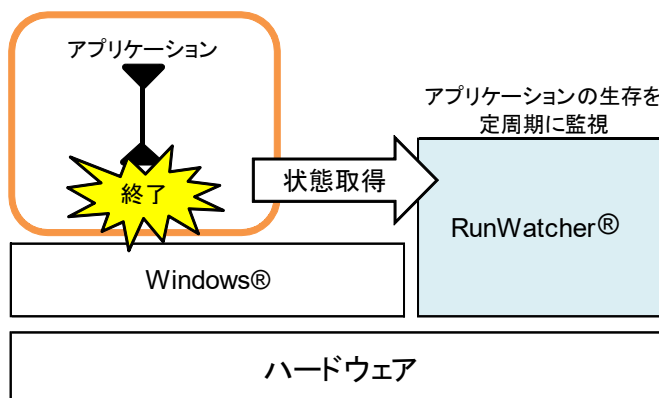 アプリケーション
終了
状態取得
アプリケーションの生存を
定周期に監視
RunWatcher®
Windows®
ハードウェア